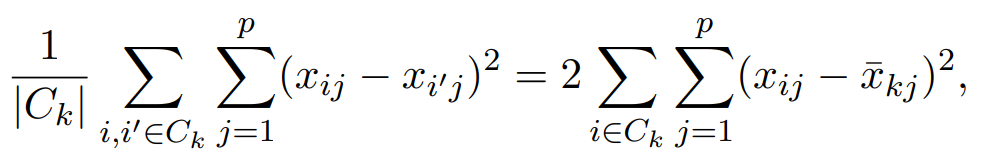 \frac{1}{|C_k|} \sum_{i,i' \in C_k} \sum_{j=1}^{p} (x_{ij} - x_{i'j})^2 = 2 \sum_{i \in C_k} \sum_{j=1}^{p} (x_{ij} - \bar{x}_{kj})^2,